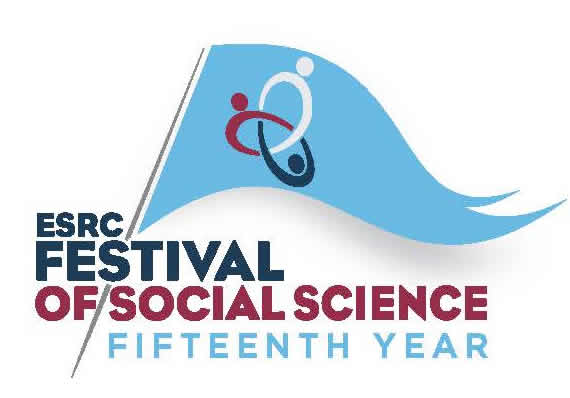 ESRC
FESTIVAL
OF SOCIAL SCIENCE
FIFTEENTH YEAR